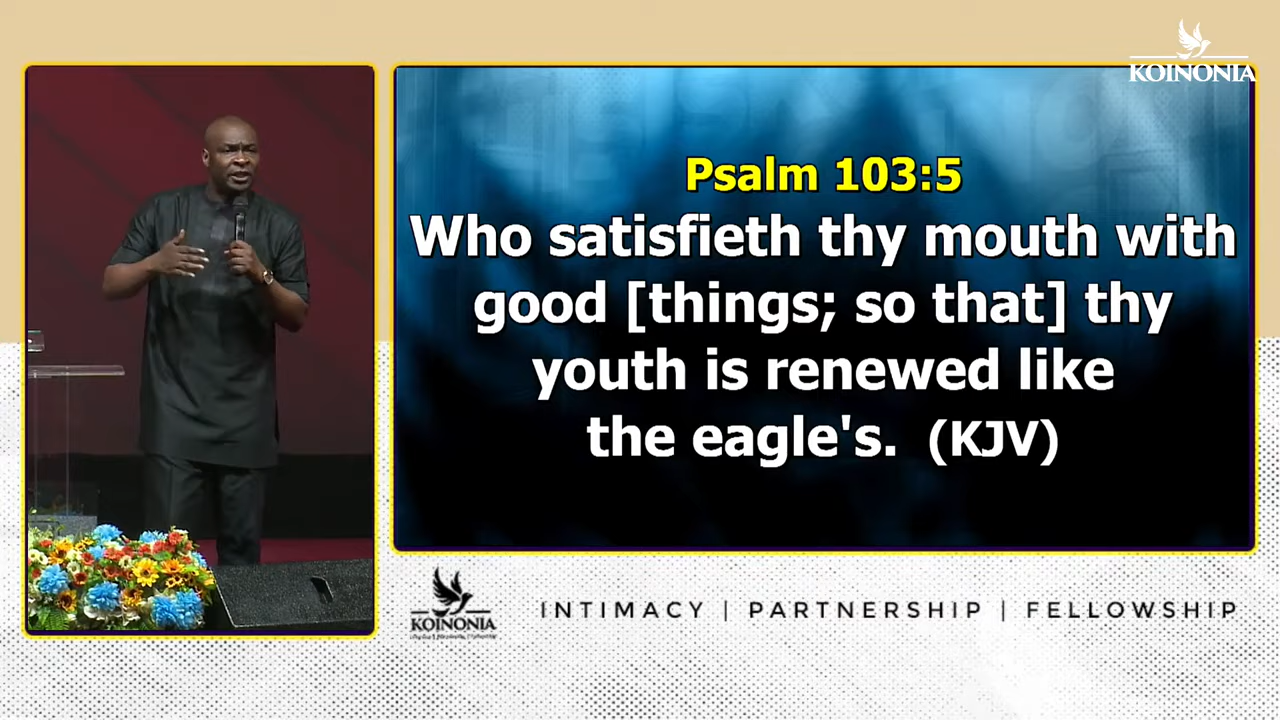 KOINONIA
Psalm 103:5
Who satisfieth thy mouth with
good [things; so that] thy
youth is renewed like
the eagle's. (KJV)
KOINONIA
INTIMACY | PARTNERSHIP | FELLOWSHIP